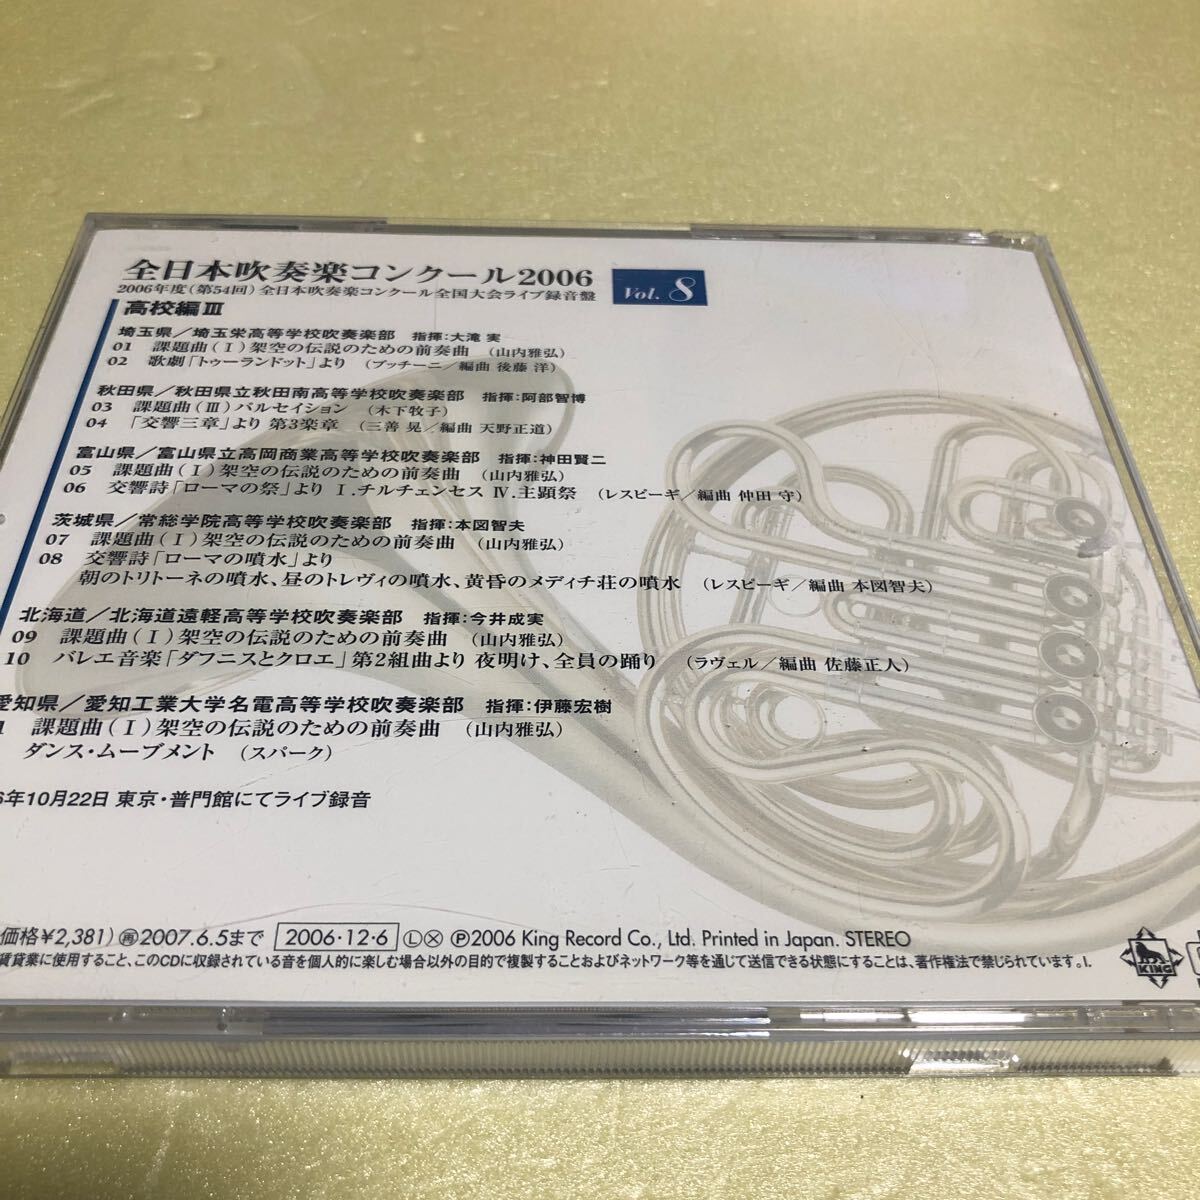 全日本吹奏楽コンクール2006
Vol. 8
2006年度(第54回)全日本吹奏楽コンクール全国大会ライブ録音盤
高校編III
埼玉県/埼玉栄高等学校吹奏楽部 指揮:大滝 実
01 課題曲(I)架空の伝説のための前奏曲 (山内雅弘)
02 歌劇「トゥーランドット」より (プッチーニ/編曲 後藤 洋)
秋田県/秋田県立秋田南高等学校吹奏楽部 指揮:阿部智博
03 課題曲(III)パルセイション (木下牧子)
04 「交響三章」より 第3楽章 (三善 晃/編曲 天野正道)
富山県/富山県立高岡商業高等学校吹奏楽部 指揮:神田賢二
05 課題曲(I)架空の伝説のための前奏曲 (山内雅弘)
06 交響詩「ローマの祭」より I.チルチェンセス IV.主顕祭 (レスピーギ/編曲 仲田 守)
茨城県/常総学院高等学校吹奏楽部 指揮:本図智夫
07 課題曲(I)架空の伝説のための前奏曲 (山内雅弘)
08 交響詩「ローマの噴水」より
朝のトリトーネの噴水、昼のトレヴィの噴水、黄昏のメディチ荘の噴水 (レスピーギ/編曲 本図智夫)
北海道/北海道遠軽高等学校吹奏楽部 指揮:今井成実
09 課題曲(I)架空の伝説のための前奏曲 (山内雅弘)
10 バレエ音楽「ダフニスとクロエ」第2組曲より 夜明け、全員の踊り (ラヴェル/編曲 佐藤正人)
愛知県/愛知工業大学名電高等学校吹奏楽部 指揮:伊藤宏樹
1 課題曲(I)架空の伝説のための前奏曲 (山内雅弘)
ダンス・ムーブメント (スパーク)
6年10月22日 東京・普門館にてライブ録音
価格¥2,381) 再2007.6.5まで 2006・12・6 Ⓛ Ⓧ ℗2006 King Record Co., Ltd. Printed in Japan. STEREO
賃貸業に使用すること、このCDに収録されている音を個人的に楽しむ場合以外の目的で複製することおよびネットワーク等を通じて送信できる状態にすることは、著作権法で禁じられています。I.
KING